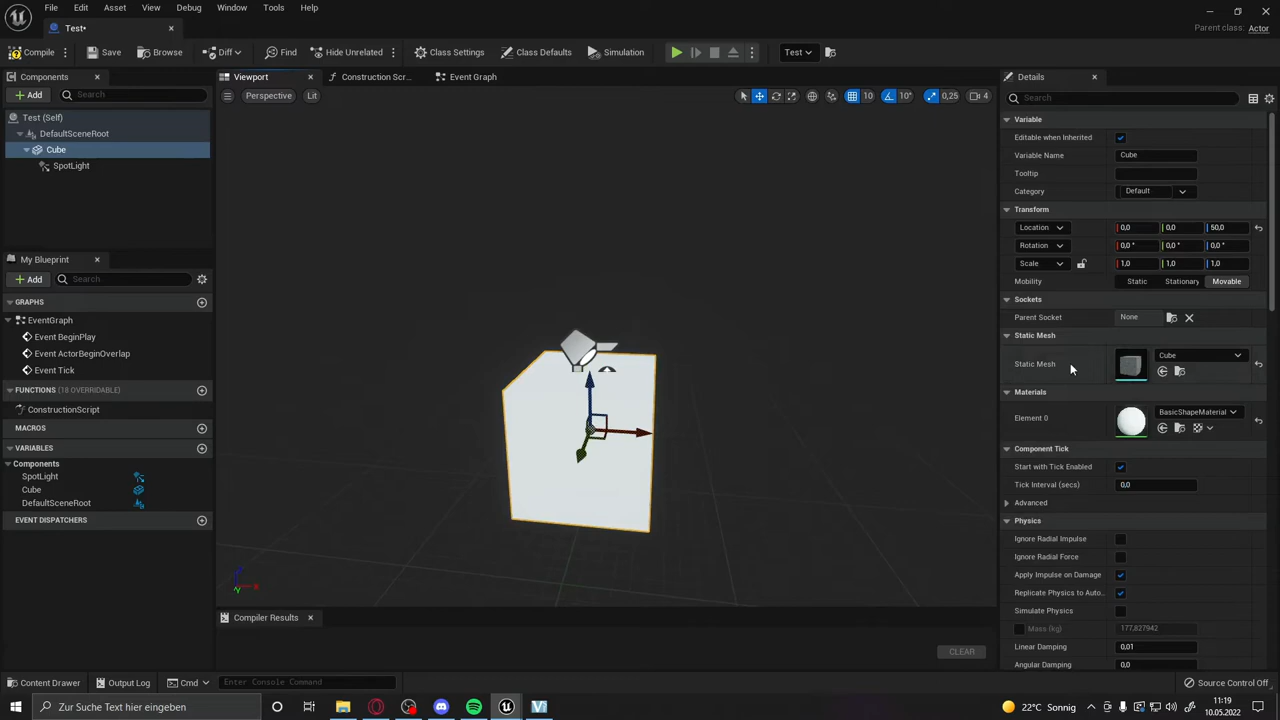 File Edit Asset View Debug Window Tools Help
Test•
Parent class: Actor
Compile Save Browse Diff Find Hide Unrelated Class Settings Class Defaults Simulation Test
Components
Add Search
Test (Self)
DefaultSceneRoot
Cube
SpotLight
My Blueprint
Add Search
GRAPHS
EventGraph
Event BeginPlay
Event ActorBeginOverlap
Event Tick
FUNCTIONS (18 OVERRIDABLE)
ConstructionScript
MACROS
VARIABLES
Components
SpotLight
Cube
DefaultSceneRoot
EVENT DISPATCHERS
Viewport Construction Scr... Event Graph
Perspective Lit 10 10° 0,25 4
Compiler Results
CLEAR
Details
Search
Variable
Editable when Inherited
Variable Name Cube
Tooltip
Category Default
Transform
Location 0,0 0,0 50,0
Rotation 0,0 ° 0,0 ° 0,0 °
Scale 1,0 1,0 1,0
Mobility Static Stationary Movable
Sockets
Parent Socket None
Static Mesh
Static Mesh Cube
Materials
Element 0 BasicShapeMaterial
Component Tick
Start with Tick Enabled
Tick Interval (secs) 0,0
Advanced
Physics
Ignore Radial Impulse
Ignore Radial Force
Apply Impulse on Damage
Replicate Physics to Auto..
Simulate Physics
Mass (kg) 177,827942
Linear Damping 0,01
Angular Damping 0,0
Content Drawer Output Log Cmd Enter Console Command Source Control Off
Zur Suche Text hier eingeben 22°C Sonnig 11:19
10.05.2022